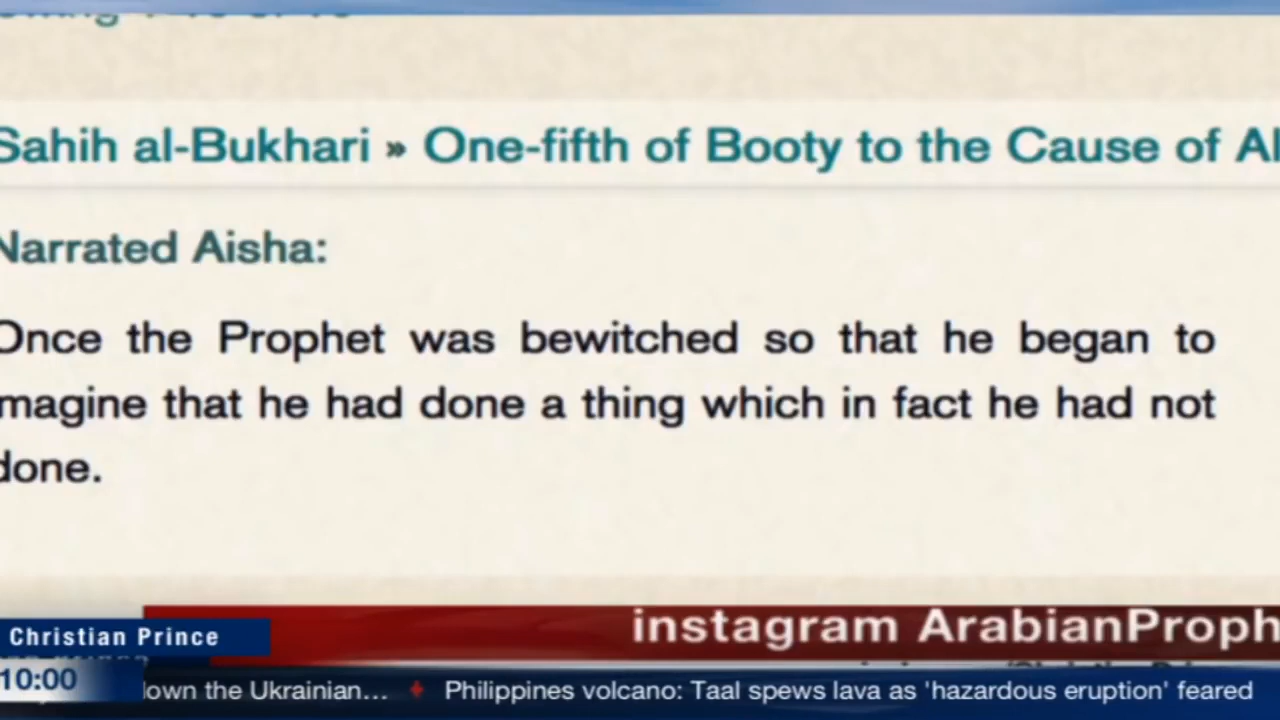 Sahih al-Bukhari » One-fifth of Booty to the Cause of Al
Narrated Aisha:
Once the Prophet was bewitched so that he began to
magine that he had done a thing which in fact he had not
done.
instagram ArabianProph
Christian Prince
10:00
own the Ukrainian... ♦ Philippines volcano: Taal spews lava as 'hazardous eruption' feared